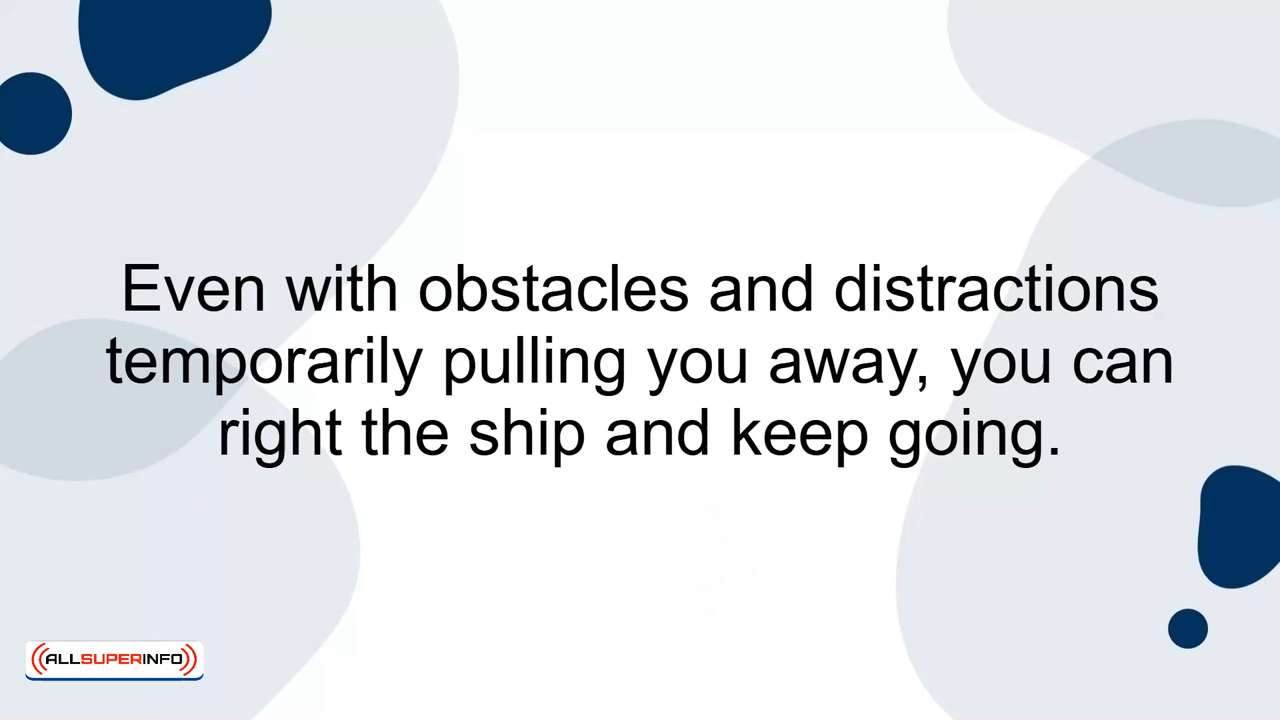 Even with obstacles and distractions
temporarily pulling you away, you can
right the ship and keep going.
ALLSUPERINFO